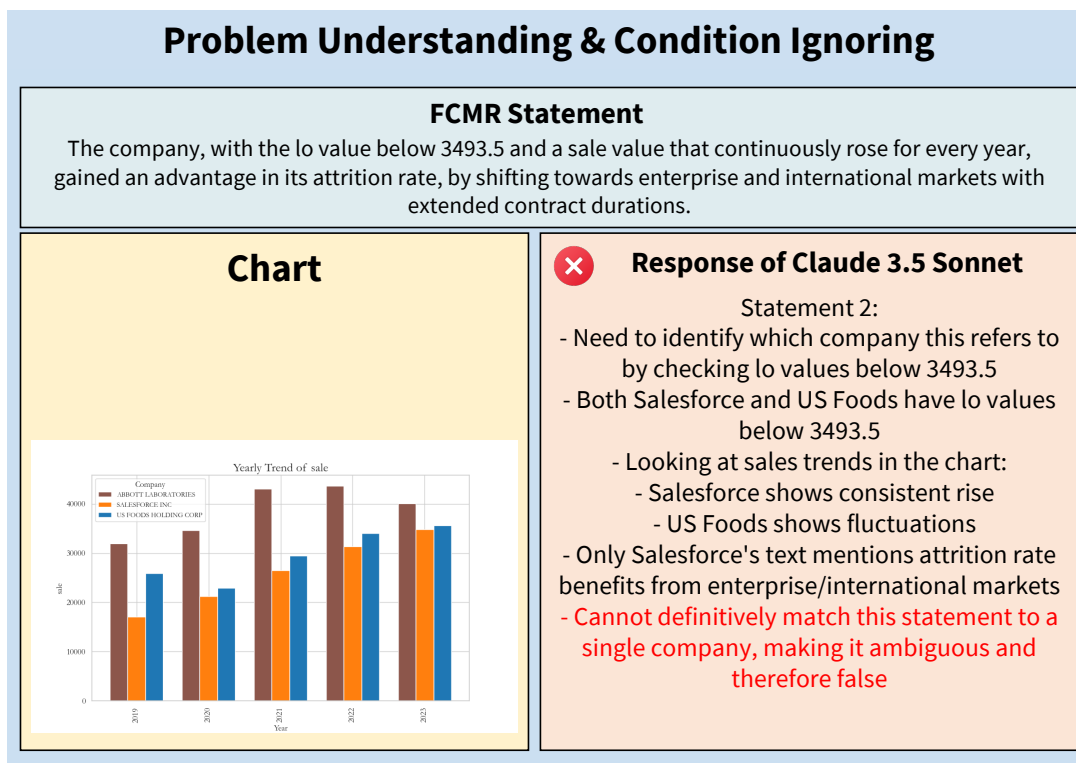 Problem Understanding & Condition Ignoring
FCMR Statement
The company, with the lo value below 3493.5 and a sale value that continuously rose for every year,
gained an advantage in its attrition rate, by shifting towards enterprise and international markets with
extended contract durations.
Chart
Yearly Trend of sale
Company
ABBOTT LABORATORIES
SALESFORCE INC
US FOODS HOLDING CORP
sale
40000
30000
20000
10000
0
2019
2020
2021
2022
2023
Year
Response of Claude 3.5 Sonnet
Statement 2:
- Need to identify which company this refers to
by checking lo values below 3493.5
- Both Salesforce and US Foods have lo values
below 3493.5
- Looking at sales trends in the chart:
- Salesforce shows consistent rise
- US Foods shows fluctuations
- Only Salesforce's text mentions attrition rate
benefits from enterprise/international markets
- Cannot definitively match this statement to a
single company, making it ambiguous and
therefore false